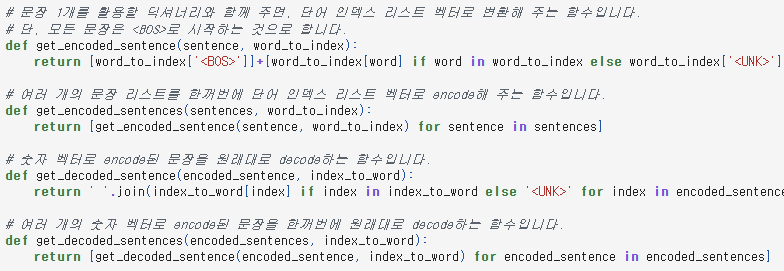 # 문장 1개를 활용할 딕셔너리와 함께 주면, 단어 인덱스 리스트 벡터로 변환해 주는 함수입니다.
# 단, 모든 문장은 <BOS>로 시작하는 것으로 합니다.
def get_encoded_sentence(sentence, word_to_index):
    return [word_to_index['<BOS>']]+[word_to_index[word] if word in word_to_index else word_to_index['<UNK>']
# 여러 개의 문장 리스트를 한꺼번에 단어 인덱스 리스트 벡터로 encode해 주는 함수입니다.
def get_encoded_sentences(sentences, word_to_index):
    return [get_encoded_sentence(sentence, word_to_index) for sentence in sentences]
# 숫자 벡터로 encode된 문장을 원래대로 decode하는 함수입니다.
def get_decoded_sentence(encoded_sentence, index_to_word):
    return ' '.join(index_to_word[index] if index in index_to_word else '<UNK>' for index in encoded_sentence
# 여러 개의 숫자 벡터로 encode된 문장을 한꺼번에 원래대로 decode하는 함수입니다.
def get_decoded_sentences(encoded_sentences, index_to_word):
    return [get_decoded_sentence(encoded_sentence, index_to_word) for encoded_sentence in encoded_sentences]